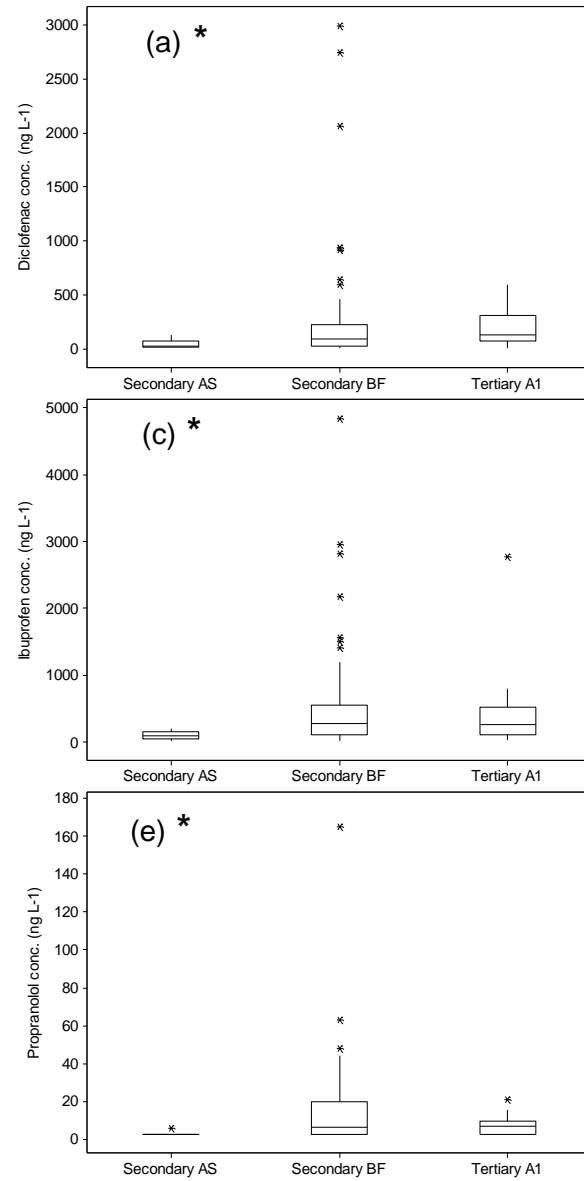 (a) *
Diclofenac conc. (ng L-1)
3000
2500
2000
1500
1000
500
0
Secondary AS Secondary BF Tertiary A1
(c) *
Ibuprofen conc. (ng L-1)
5000
4000
3000
2000
1000
0
Secondary AS Secondary BF Tertiary A1
(e) *
Propranolol conc. (ng L-1)
180
160
140
120
100
80
60
40
20
0
Secondary AS Secondary BF Tertiary A1